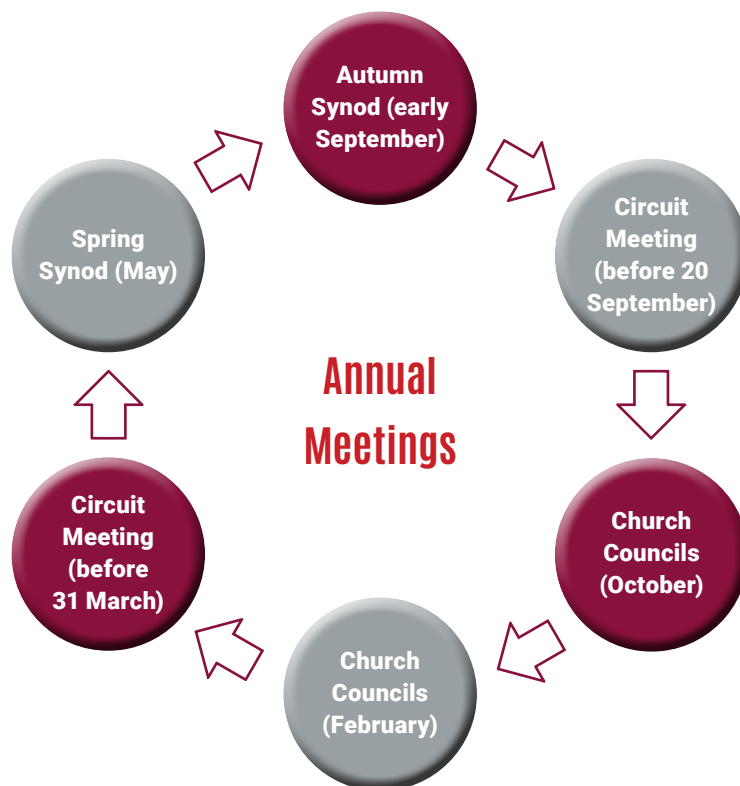 Autumn
Synod (early
September)
Circuit
Meeting
(before 20
September)
Church
Councils
(October)
Church
Councils
(February)
Circuit
Meeting
(before
31 March)
Spring
Synod (May)
Annual
Meetings